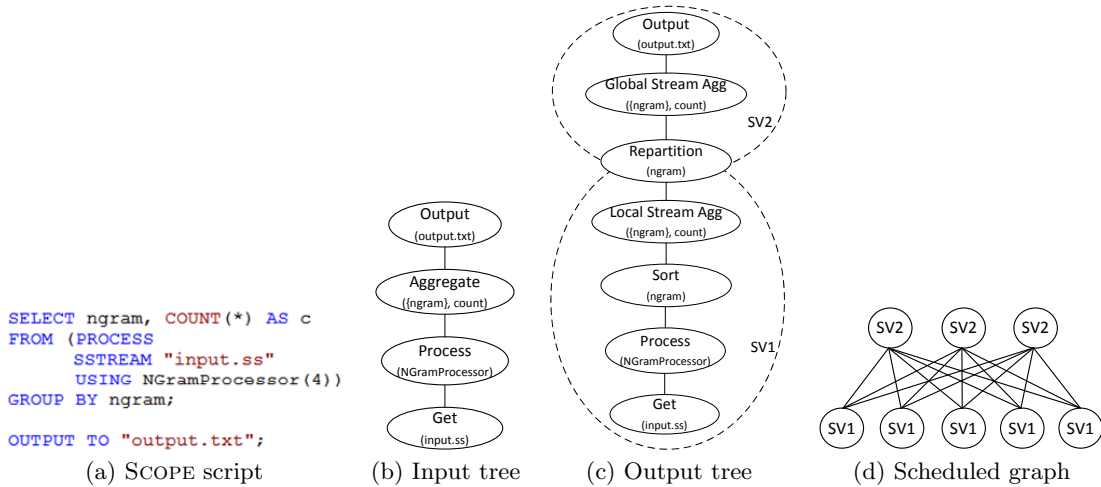 SELECT ngram, COUNT(*) AS c
FROM (PROCESS
SSTREAM "input.ss"
USING NGramProcessor(4))
GROUP BY ngram;
OUTPUT TO "output.txt";
(a) SCOPE script
Output
(output.txt)
Aggregate
({ngram}, count)
Process
(NGramProcessor)
Get
(input.ss)
(b) Input tree
Output
(output.txt)
Global Stream Agg
({ngram}, count)
SV2
Repartition
(ngram)
Local Stream Agg
({ngram}, count)
Sort
(ngram)
Process
(NGramProcessor)
SV1
Get
(input.ss)
(c) Output tree
SV2 SV2 SV2
SV1 SV1 SV1 SV1 SV1
(d) Scheduled graph